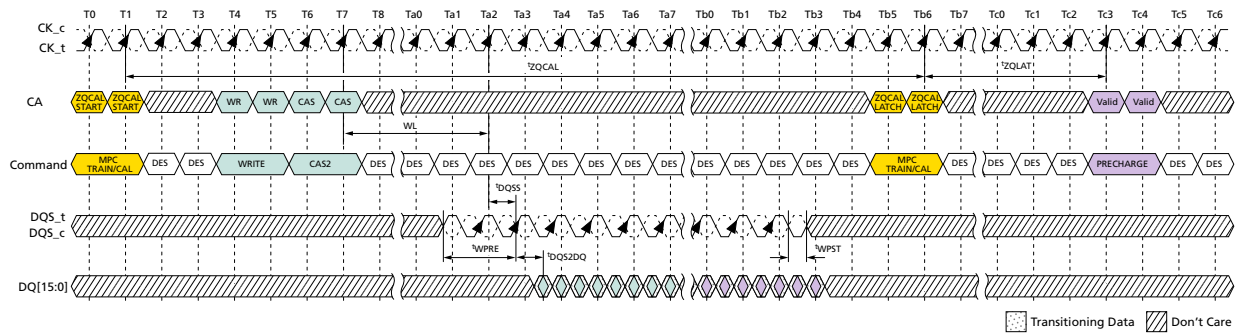 T0 T1 T2 T3 T4 T5 T6 T7 T8 Ta0 Ta1 Ta2 Ta3 Ta4 Ta5 Ta6 Ta7 Tb0 Tb1 Tb2 Tb3 Tb4 Tb5 Tb6 Tb7 Tc0 Tc1 Tc2 Tc3 Tc4 Tc5 Tc6
CK_c
CK_t
tZQCAL tZQLAT
CA ZQCAL START ZQCAL START WR WR CAS CAS ZQCAL LATCH ZQCAL LATCH Valid Valid
WL
Command MPC TRAIN/CAL DES DES WRITE CAS2 DES DES DES DES DES DES DES DES DES DES DES DES DES DES MPC TRAIN/CAL DES DES DES DES PRECHARGE DES DES
tDQSS
DQS_t
DQS_c
tWPRE tDQS2DQ tWPST
DQ[15:0]
Transitioning Data Don't Care